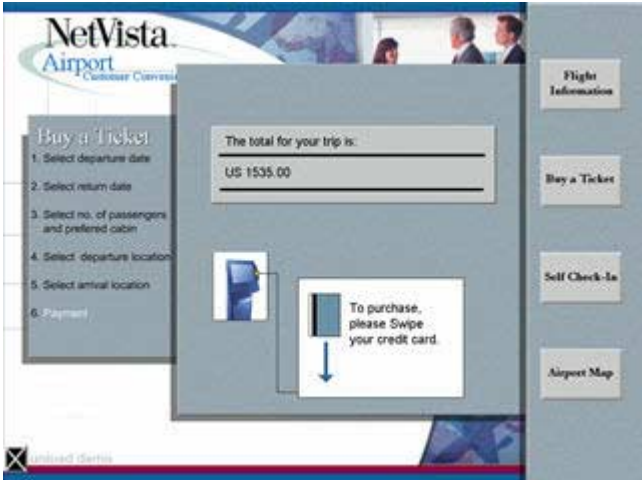 NetVista
Airport
Customer Conveni
Buy a Ticket
1. Select departure date
2. Select return date
3. Select no. of passengers
and prefered cabin
4. Select departure location
5. Select arrival location
6. Payment
The total for your trip is:
US 1535.00
To purchase,
please Swipe
your credit card.
Flight
Information
Buy a Ticket
Self Check-In
Airport Map
unload demo